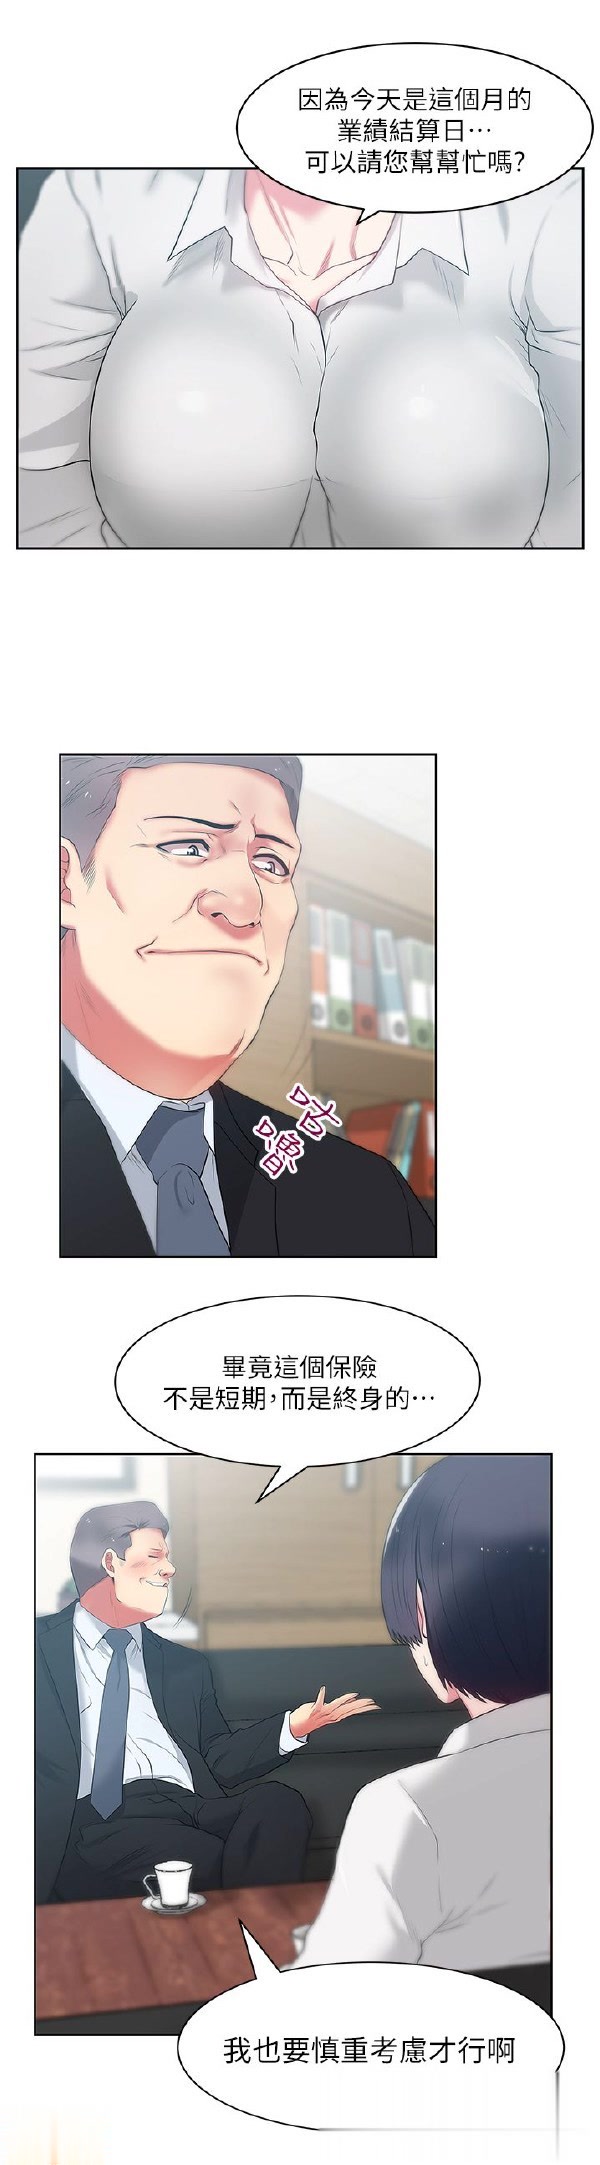 因為今天是這個月的
業績結算日⋯
可以請您幫幫忙嗎?
咕
嚕
畢竟這個保險
不是短期,而是終身的⋯
我也要慎重考慮才行啊